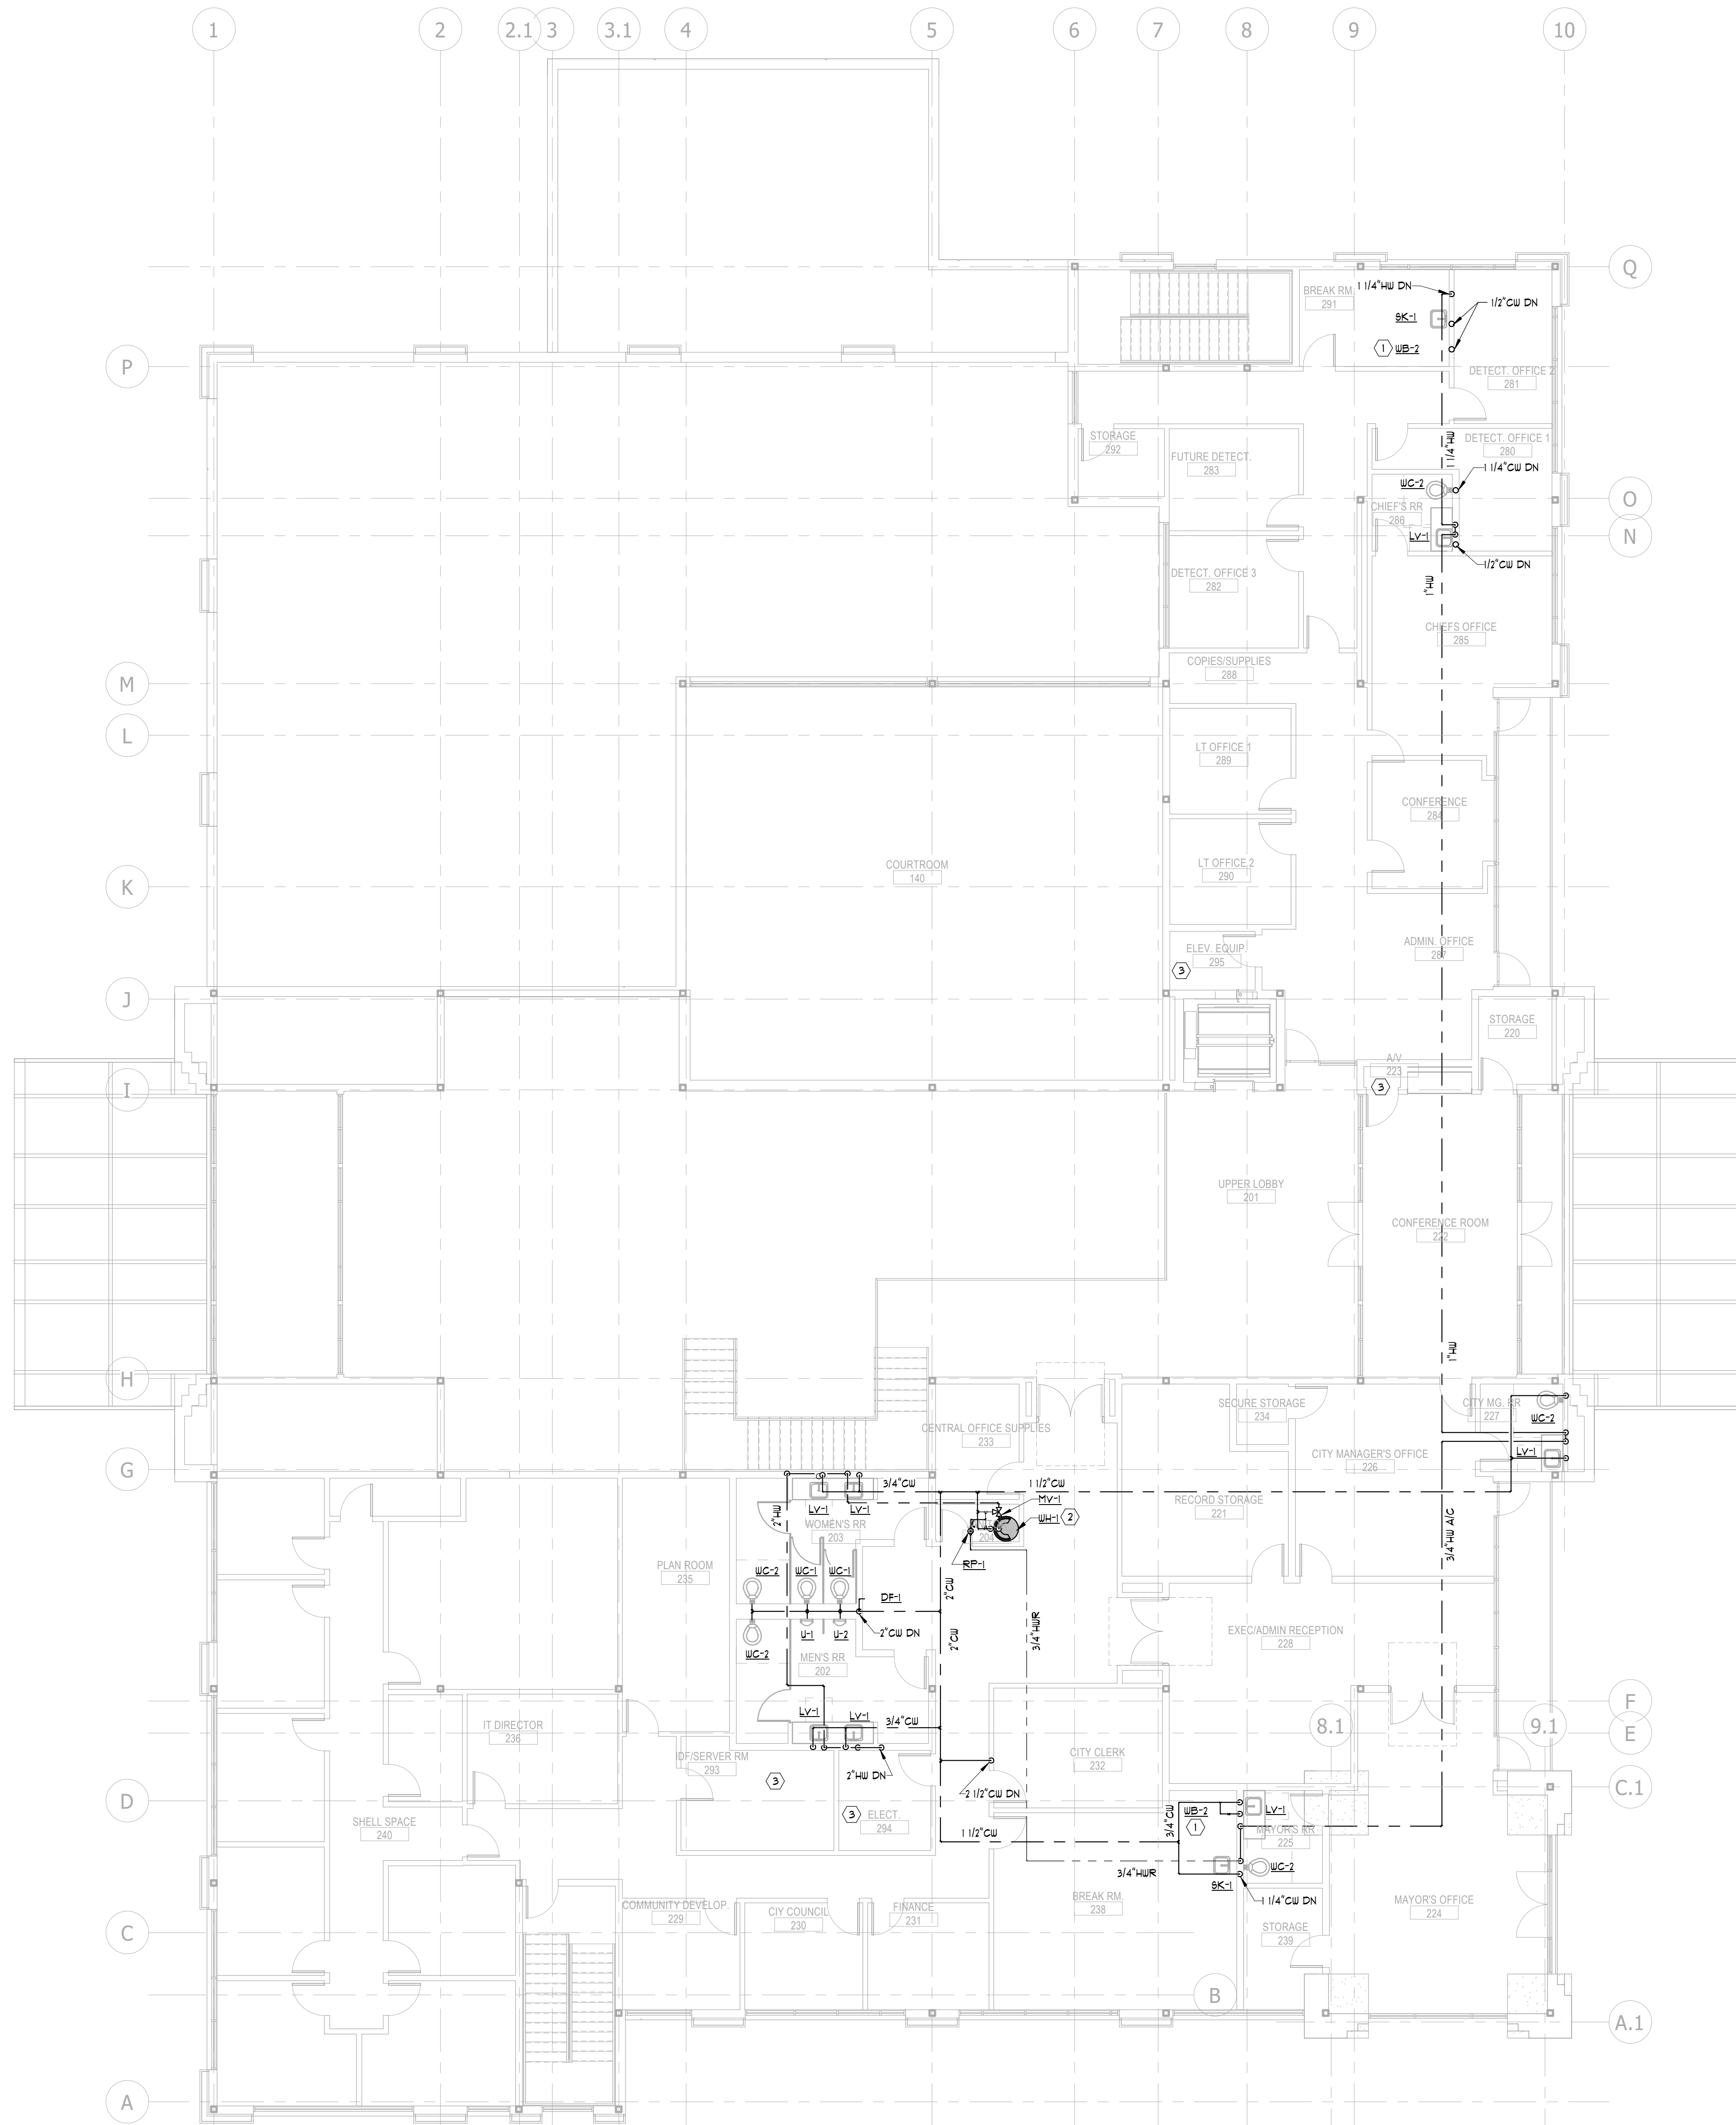 1
2
2.1
3
3.1
4
5
6
7
8
9
10
Q
BREAK RM.
291
1 1/4"HW DN
1/2"CW DN
SK-1
1
WB-2
P
DETECT. OFFICE 2
281
STORAGE
292
FUTURE DETECT.
283
DETECT. OFFICE 1
280
1 1/4"HW
1 1/4"CW DN
WC-2
CHIEF'S RR
286
O
LV-1
N
1/2"CW DN
DETECT. OFFICE 3
282
1"HW
CHIEFS OFFICE
285
COPIES/SUPPLIES
288
M
L
LT OFFICE 1
289
CONFERENCE
284
COURTROOM
140
LT OFFICE 2
290
K
ELEV. EQUIP.
295
ADMIN. OFFICE
287
3
J
STORAGE
220
A/V
223
3
I
UPPER LOBBY
201
CONFERENCE ROOM
222
1"HW
H
SECURE STORAGE
234
CITY MG. RR
227
WC-2
CENTRAL OFFICE SUPPLIES
233
CITY MANAGER'S OFFICE
226
LV-1
G
3/4"CW
1 1/2"CW
MV-1
RECORD STORAGE
221
2"HW
LV-1
LV-1
WH-1
2
WOMEN'S RR
203
204
3/4"HW A/C
RP-1
PLAN ROOM
235
WC-2
WC-1
WC-1
2"CW
DF-1
2"CW DN
2"CW
3/4"HWR
EXEC/ADMIN RECEPTION
228
U-1
U-2
WC-2
MEN'S RR
202
F
LV-1
LV-1
3/4"CW
IT DIRECTOR
236
8.1
9.1
E
IDF/SERVER RM
293
CITY CLERK
232
3
2"HW DN
2 1/2"CW DN
C.1
D
3
ELECT.
294
SHELL SPACE
240
3/4"CW
WB-2
1
LV-1
MAYOR'S RR
225
1 1/2"CW
3/4"HWR
SK-1
WC-2
1 1/4"CW DN
BREAK RM.
238
COMMUNITY DEVELOP.
229
CIY COUNCIL
230
FINANCE
231
MAYOR'S OFFICE
224
STORAGE
239
C
B
A.1
A